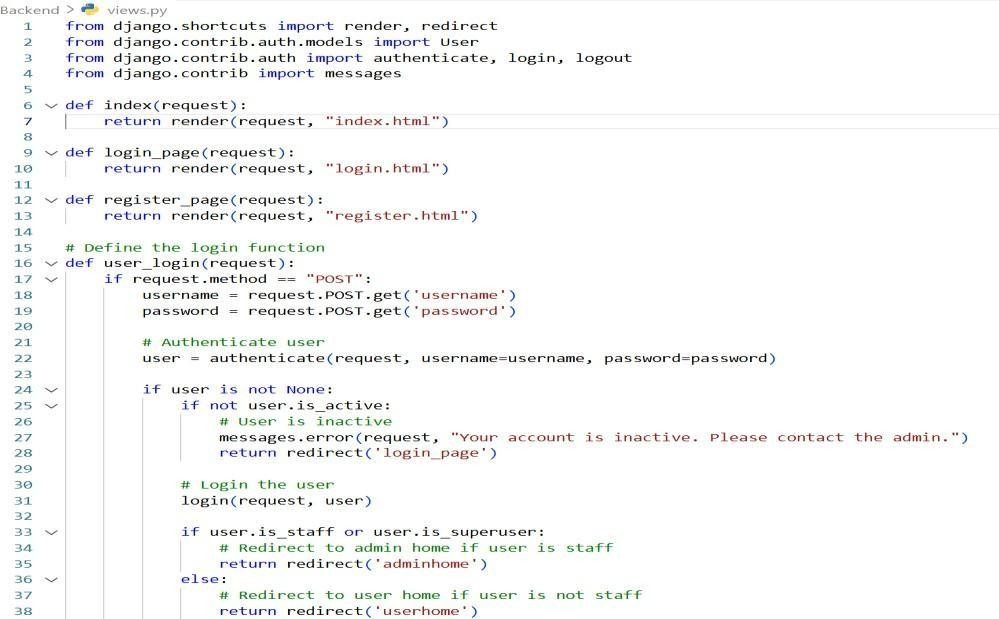 Backend > views.py
1 from django.shortcuts import render, redirect
2 from django.contrib.auth.models import User
3 from django.contrib.auth import authenticate, login, logout
4 from django.contrib import messages
5
6 def index(request):
7     return render(request, "index.html")
8
9 def login_page(request):
10     return render(request, "login.html")
11
12 def register_page(request):
13     return render(request, "register.html")
14
15 # Define the login function
16 def user_login(request):
17     if request.method == "POST":
18         username = request.POST.get('username')
19         password = request.POST.get('password')
20
21         # Authenticate user
22         user = authenticate(request, username=username, password=password)
23
24         if user is not None:
25             if not user.is_active:
26                 # User is inactive
27                 messages.error(request, "Your account is inactive. Please contact the admin.")
28                 return redirect('login_page')
29
30             # Login the user
31             login(request, user)
32
33             if user.is_staff or user.is_superuser:
34                 # Redirect to admin home if user is staff
35                 return redirect('adminhome')
36             else:
37                 # Redirect to user home if user is not staff
38                 return redirect('userhome')